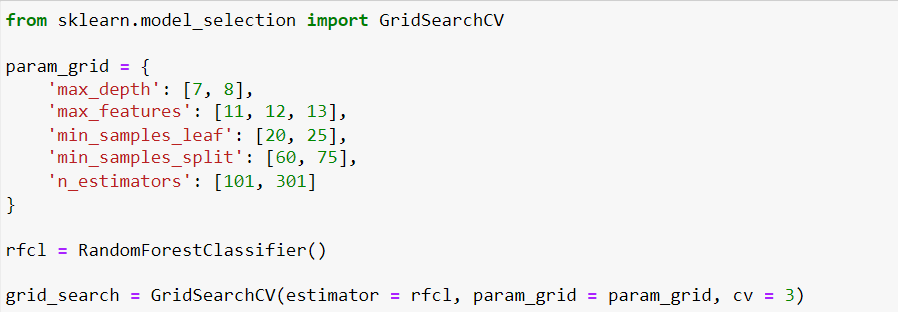 from sklearn.model_selection import GridSearchCV
param_grid = {
    'max_depth': [7, 8],
    'max_features': [11, 12, 13],
    'min_samples_leaf': [20, 25],
    'min_samples_split': [60, 75],
    'n_estimators': [101, 301]
}
rfcl = RandomForestClassifier()
grid_search = GridSearchCV(estimator = rfcl, param_grid = param_grid, cv = 3)